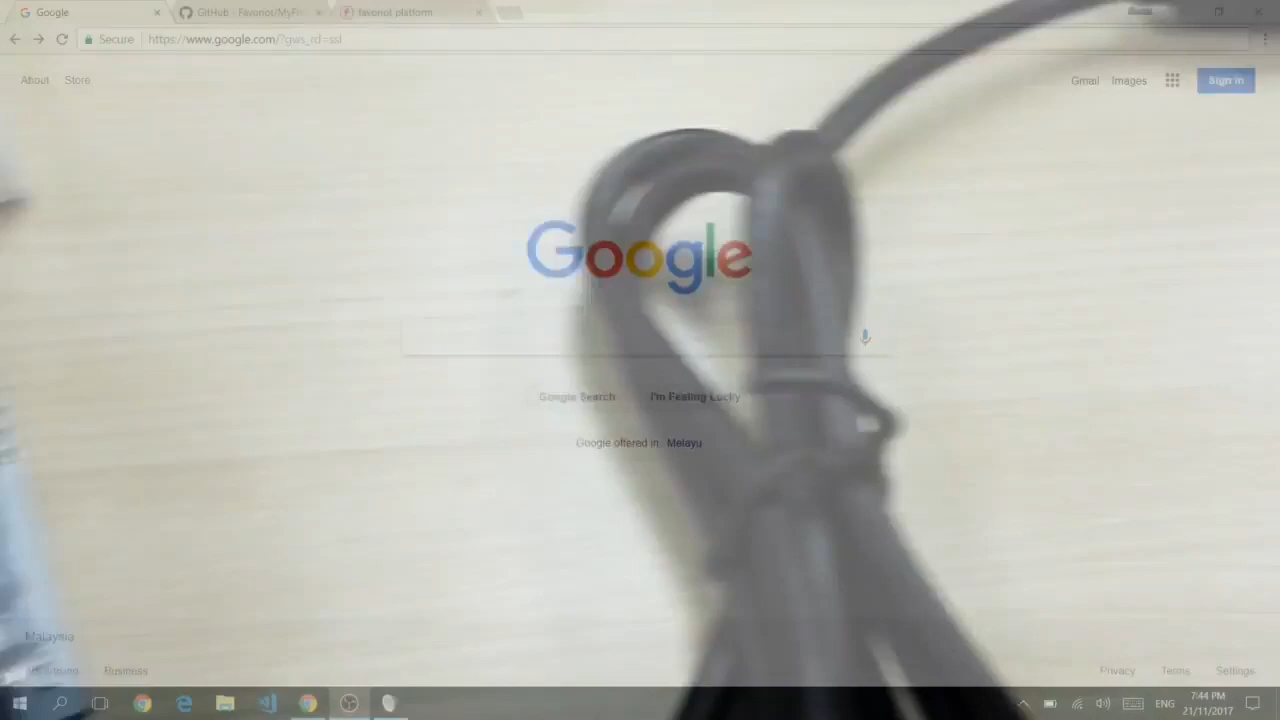 Google
GitHub - Favoriot/MyFir
favoriot platform
Secure
https://www.google.com/?gws_rd=ssl
About Store
Gmail Images Sign in
Google
Google Search I'm Feeling Lucky
Google offered in Melayu
Malaysia
Business
Privacy Terms Settings
ENG
7:44 PM
21/11/2017